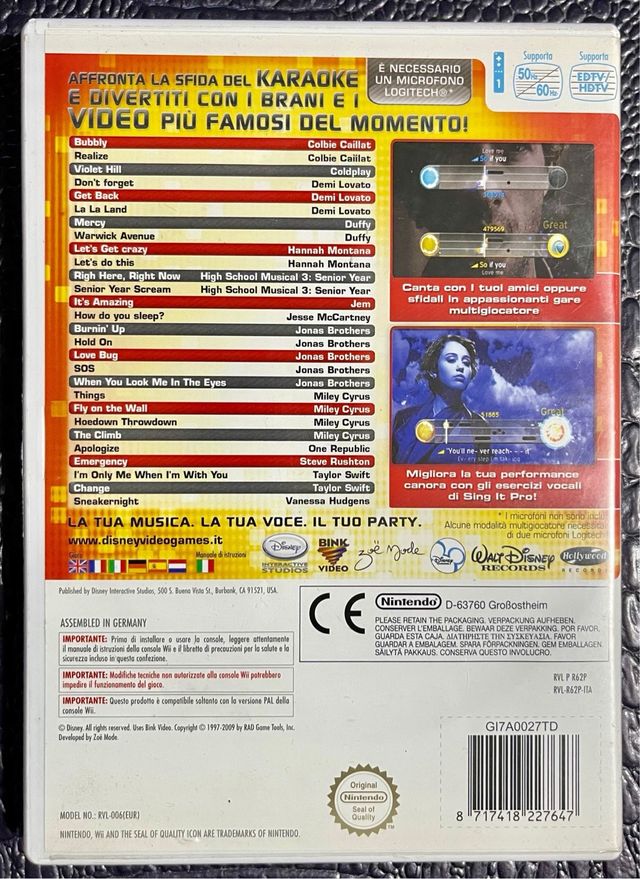 AFFRONTA LA SFIDA DEL KARAOKE
E DIVERTITI CON I BRANI E I
VIDEO PIÙ FAMOSI DEL MOMENTO!
È NECESSARIO
UN MICROFONO
LOGITECH®*
1
Supporta
50Hz
60Hz
Supporta
EDTV
HDTV
Bubbly Colbie Caillat
Realize Colbie Caillat
Violet Hill Coldplay
Don't forget Demi Lovato
Get Back Demi Lovato
La La Land Demi Lovato
Mercy Duffy
Warwick Avenue Duffy
Let's Get crazy Hannah Montana
Let's do this Hannah Montana
Righ Here, Right Now High School Musical 3: Senior Year
Senior Year Scream High School Musical 3: Senior Year
It's Amazing Jem
How do you sleep? Jesse McCartney
Burnin' Up Jonas Brothers
Hold On Jonas Brothers
Love Bug Jonas Brothers
SOS Jonas Brothers
When You Look Me In The Eyes Jonas Brothers
Things Miley Cyrus
Fly on the Wall Miley Cyrus
Hoedown Throwdown Miley Cyrus
The Climb Miley Cyrus
Apologize One Republic
Emergency Steve Rushton
I'm Only Me When I'm With You Taylor Swift
Change Taylor Swift
Sneakernight Vanessa Hudgens
Love me
So if you
479569
Great
So if you
Love me
Canta con i tuoi amici oppure
sfidali in appassionanti gare
multigiocatore
51885
Great
"You'll ne- ver reach- - - it"
Migliora la tua performance
canora con gli esercizi vocali
di Sing It Pro!
LA TUA MUSICA. LA TUA VOCE. IL TUO PARTY.
* I microfoni non sono inclusi
Alcune modalità multigiocatore necessi
di due microfoni Logitech
www.disneyvideogames.it
Gioco
Manuale di istruzioni
Disney
INTERACTIVE
STUDIOS
BINK
VIDEO
zoë mode
Disney
WALT DISNEY
RECORDS
Hollywood
RECORDS
Published by Disney Interactive Studios, 500 S. Buena Vista St., Burbank, CA 91521, USA.
ASSEMBLED IN GERMANY
IMPORTANTE: Prima di installare o usare la console, leggere attentamente
il manuale di istruzioni della console Wii e il libretto di precauzioni per la salute e la
sicurezza incluso in questa confezione.
IMPORTANTE: Modifiche tecniche non autorizzate alla console Wii potrebbero
impedire il funzionamento del gioco.
IMPORTANTE: Questo prodotto è compatibile soltanto con la versione PAL della
console Wii.
© Disney. All rights reserved. Uses Bink Video. Copyright © 1997-2009 by RAD Game Tools, Inc.
Developed by Zoë Mode.
CE
Nintendo D-63760 Großostheim
PLEASE RETAIN THE PACKAGING. VERPACKUNG AUFHEBEN.
CONSERVER L'EMBALLAGE. BEWAAR DEZE VERPAKKING. POR FAVOR,
GUARDA ESTA CAJA. ΔΙΑΤΗΡΗΣΤΕ ΤΗΝ ΣΥΣΚΕΥΑΣΙΑ. FAVOR
GUARDAR A EMBALAGEM. SPARA FÖRPACKNINGEN. GEM EMBALLAGEN
SÄILYTÄ PAKKAUS. CONSERVA QUESTO INVOLUCRO.
RVL P R62P
RVL-R62P-ITA
GI7A0027TD
8 717418 227647
Original
Nintendo
Seal of
Quality
TM
MODEL NO.: RVL-006(EUR)
NINTENDO, Wii AND THE SEAL OF QUALITY ICON ARE TRADEMARKS OF NINTENDO.